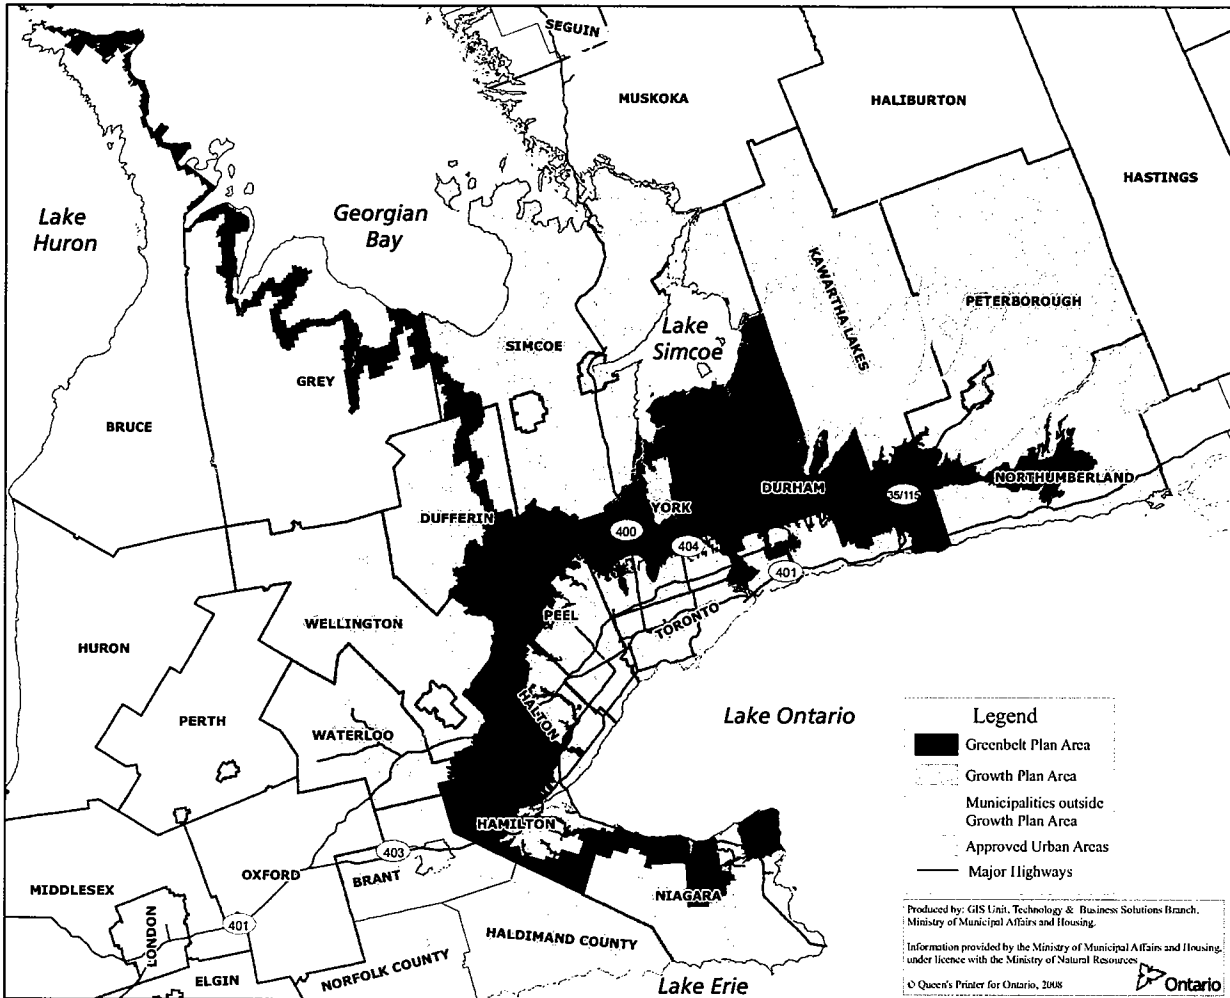 SEGUIN
MUSKOKA
HALIBURTON
HASTINGS
Lake
Huron
Georgian
Bay
KAWARTHA LAKES
PETERBOROUGH
Lake
Simcoe
SIMCOE
GREY
BRUCE
NORTHUMBERLAND
DURHAM
35/115
YORK
DUFFERIN
400
404
401
PEEL
TORONTO
WELLINGTON
HURON
HALTON
PERTH
WATERLOO
Lake Ontario
HAMILTON
403
OXFORD
BRANT
MIDDLESEX
NIAGARA
LONDON
401
HALDIMAND COUNTY
NORFOLK COUNTY
ELGIN
Lake Erie
Legend
Greenbelt Plan Area
Growth Plan Area
Municipalities outside
Growth Plan Area
Approved Urban Areas
Major Highways
Produced by: GIS Unit, Technology & Business Solutions Branch,
Ministry of Municipal Affairs and Housing.
Information provided by the Ministry of Municipal Affairs and Housing,
under licence with the Ministry of Natural Resources
© Queen's Printer for Ontario, 2008
Ontario